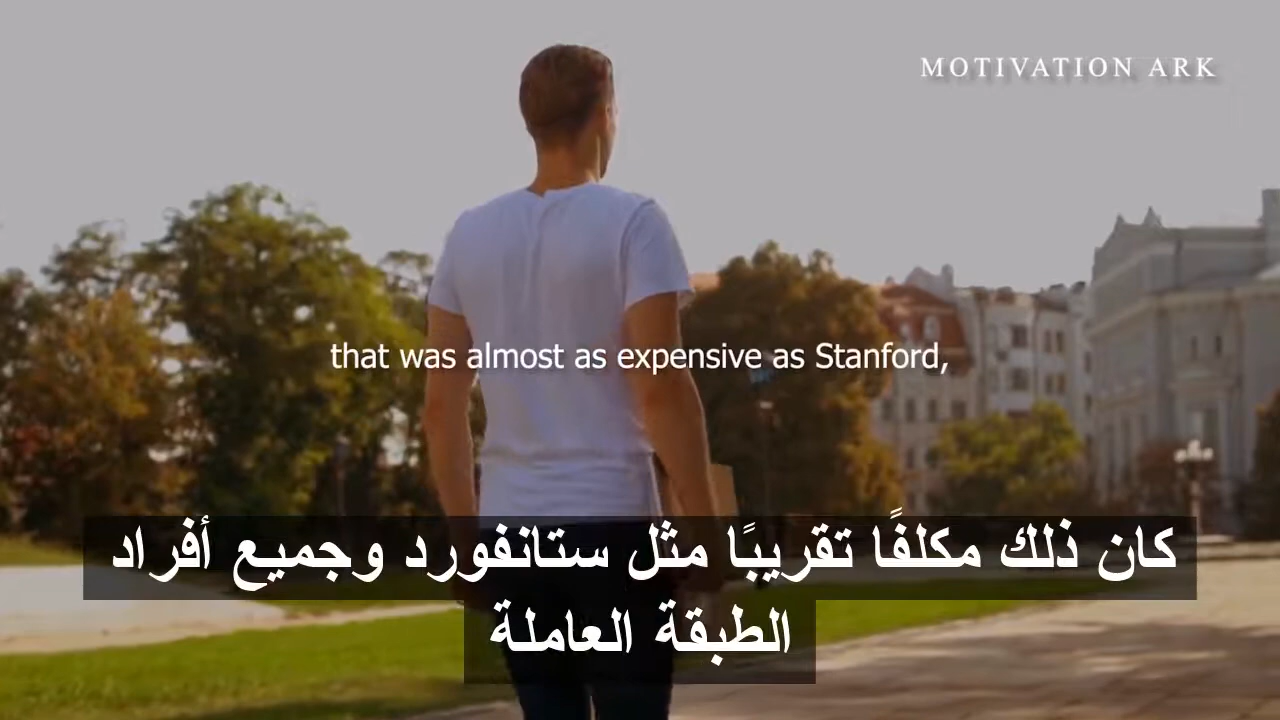 MOTIVATION ARK
that was almost as expensive as Stanford,
كان ذلك مكلفًا تقريبًا مثل ستانفورد وجميع أفراد
الطبقة العاملة